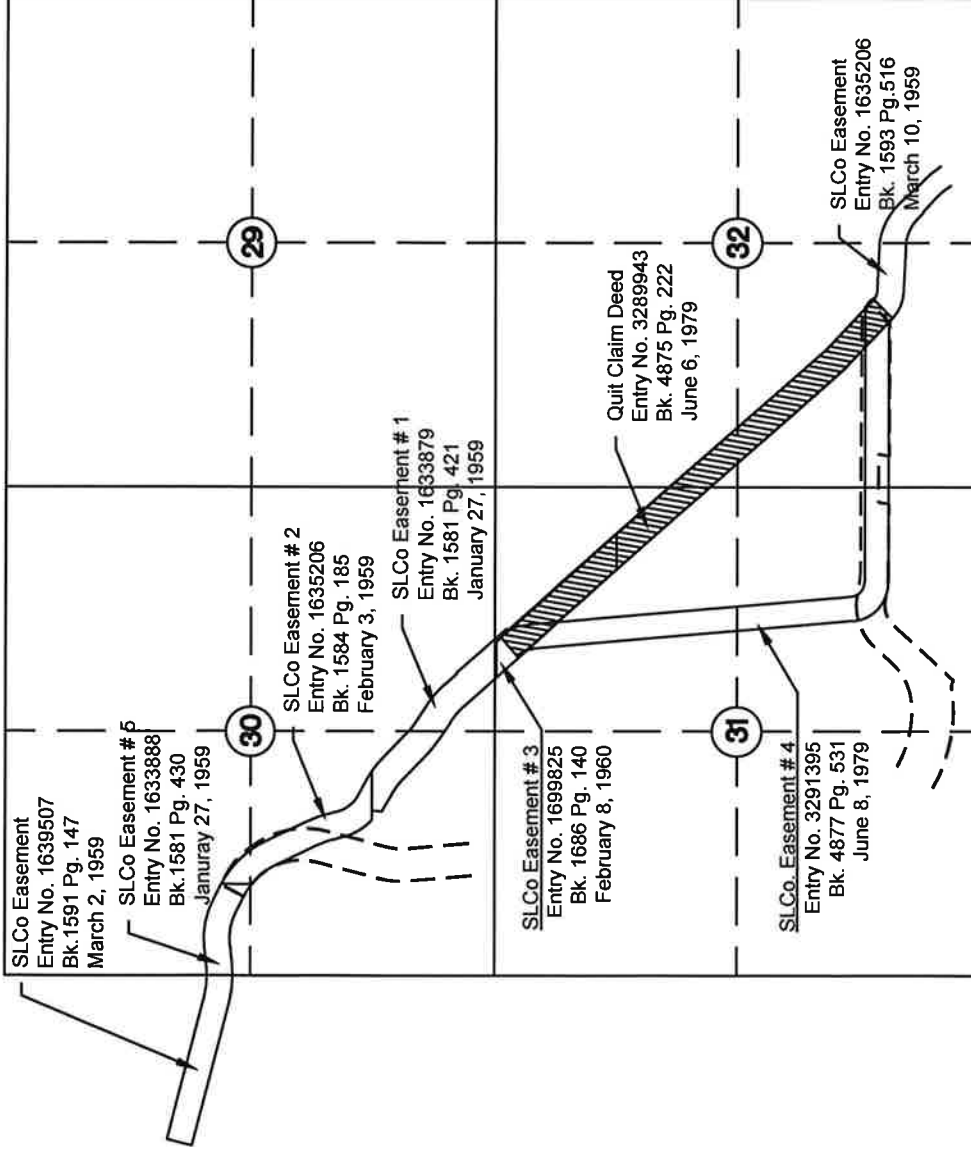 SLCo Easement
Entry No. 1639507
Bk.1591 Pg. 147
March 2, 1959
SLCo Easement # 5
Entry No. 1633888
Bk.1581 Pg. 430
Januray 27, 1959
30
29
SLCo Easement # 2
Entry No. 1635206
Bk. 1584 Pg. 185
February 3, 1959
SLCo Easement # 1
Entry No. 1633879
Bk. 1581 Pg. 421
January 27, 1959
Quit Claim Deed
Entry No. 3289943
Bk. 4875 Pg. 222
June 6, 1979
SLCo Easement # 3
Entry No. 1699825
Bk. 1686 Pg. 140
February 8, 1960
31
32
SLCo. Easement # 4
Entry No. 3291395
Bk. 4877 Pg. 531
June 8, 1979
SLCo Easement
Entry No. 1635206
Bk. 1593 Pg.516
March 10, 1959